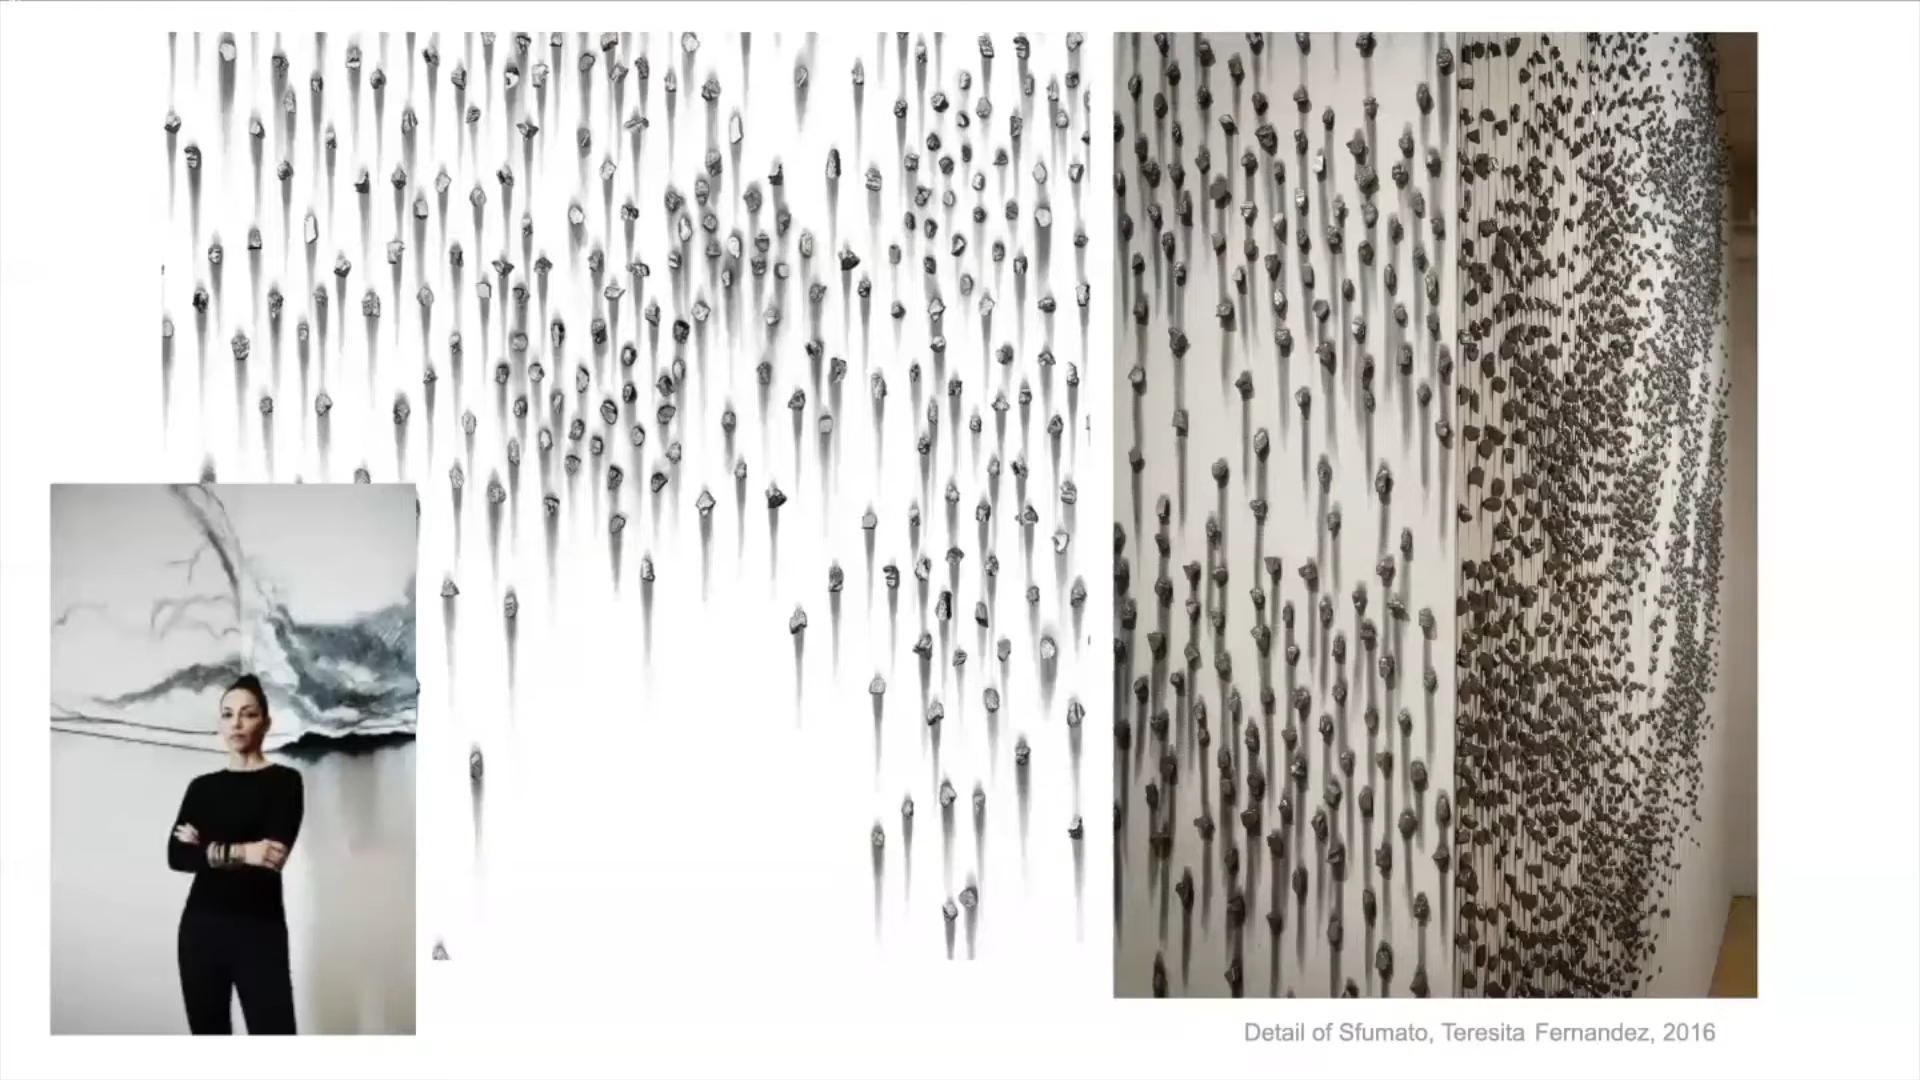 Detail of Sfumato, Teresita Fernandez, 2016